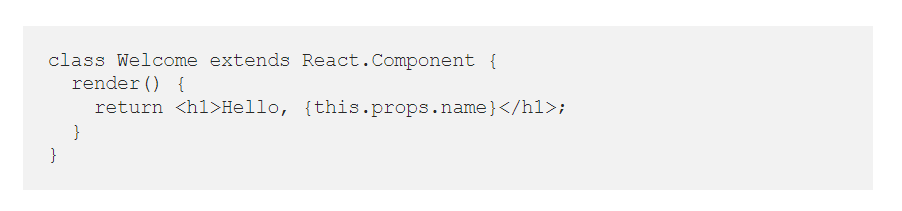 class Welcome extends React.Component {
  render() {
    return <h1>Hello, {this.props.name}</h1>;
  }
}